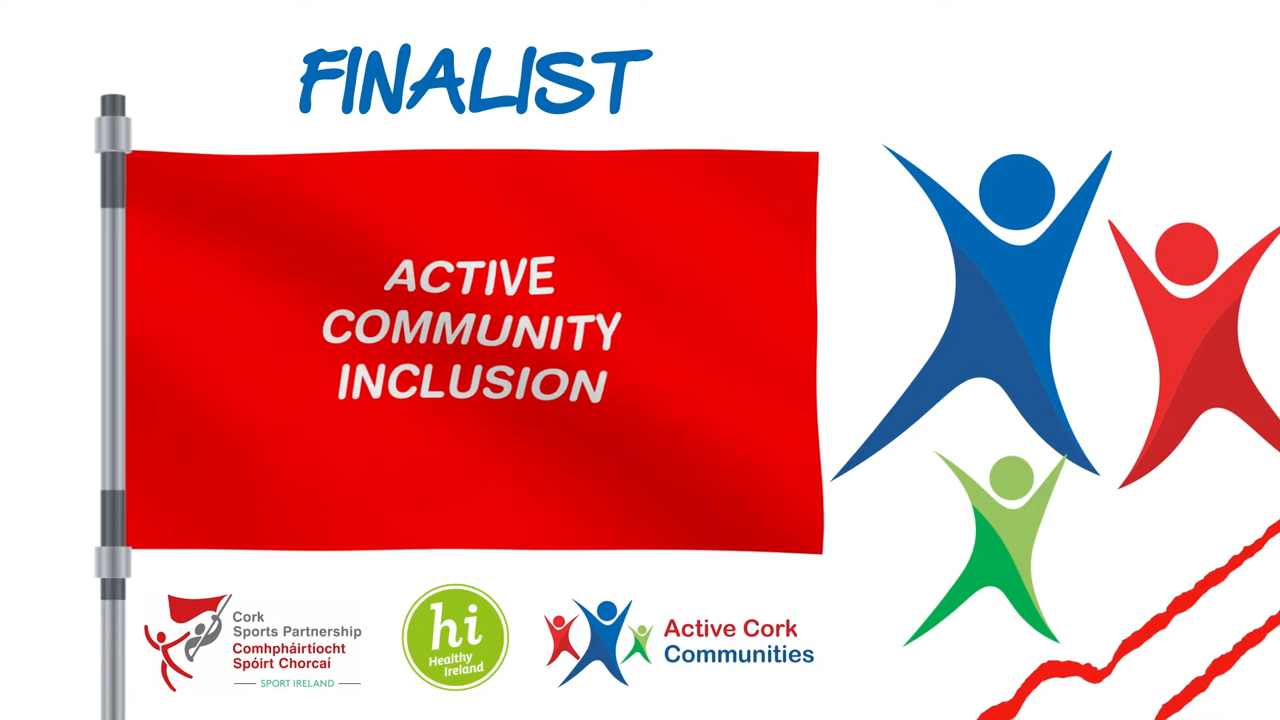 FINALIST
ACTIVE
COMMUNITY
INCLUSION
Cork
Sports Partnership
Comhpháirtíocht
Spóirt Chorcaí
SPORT IRELAND
hi
Healthy
Ireland
Active Cork
Communities